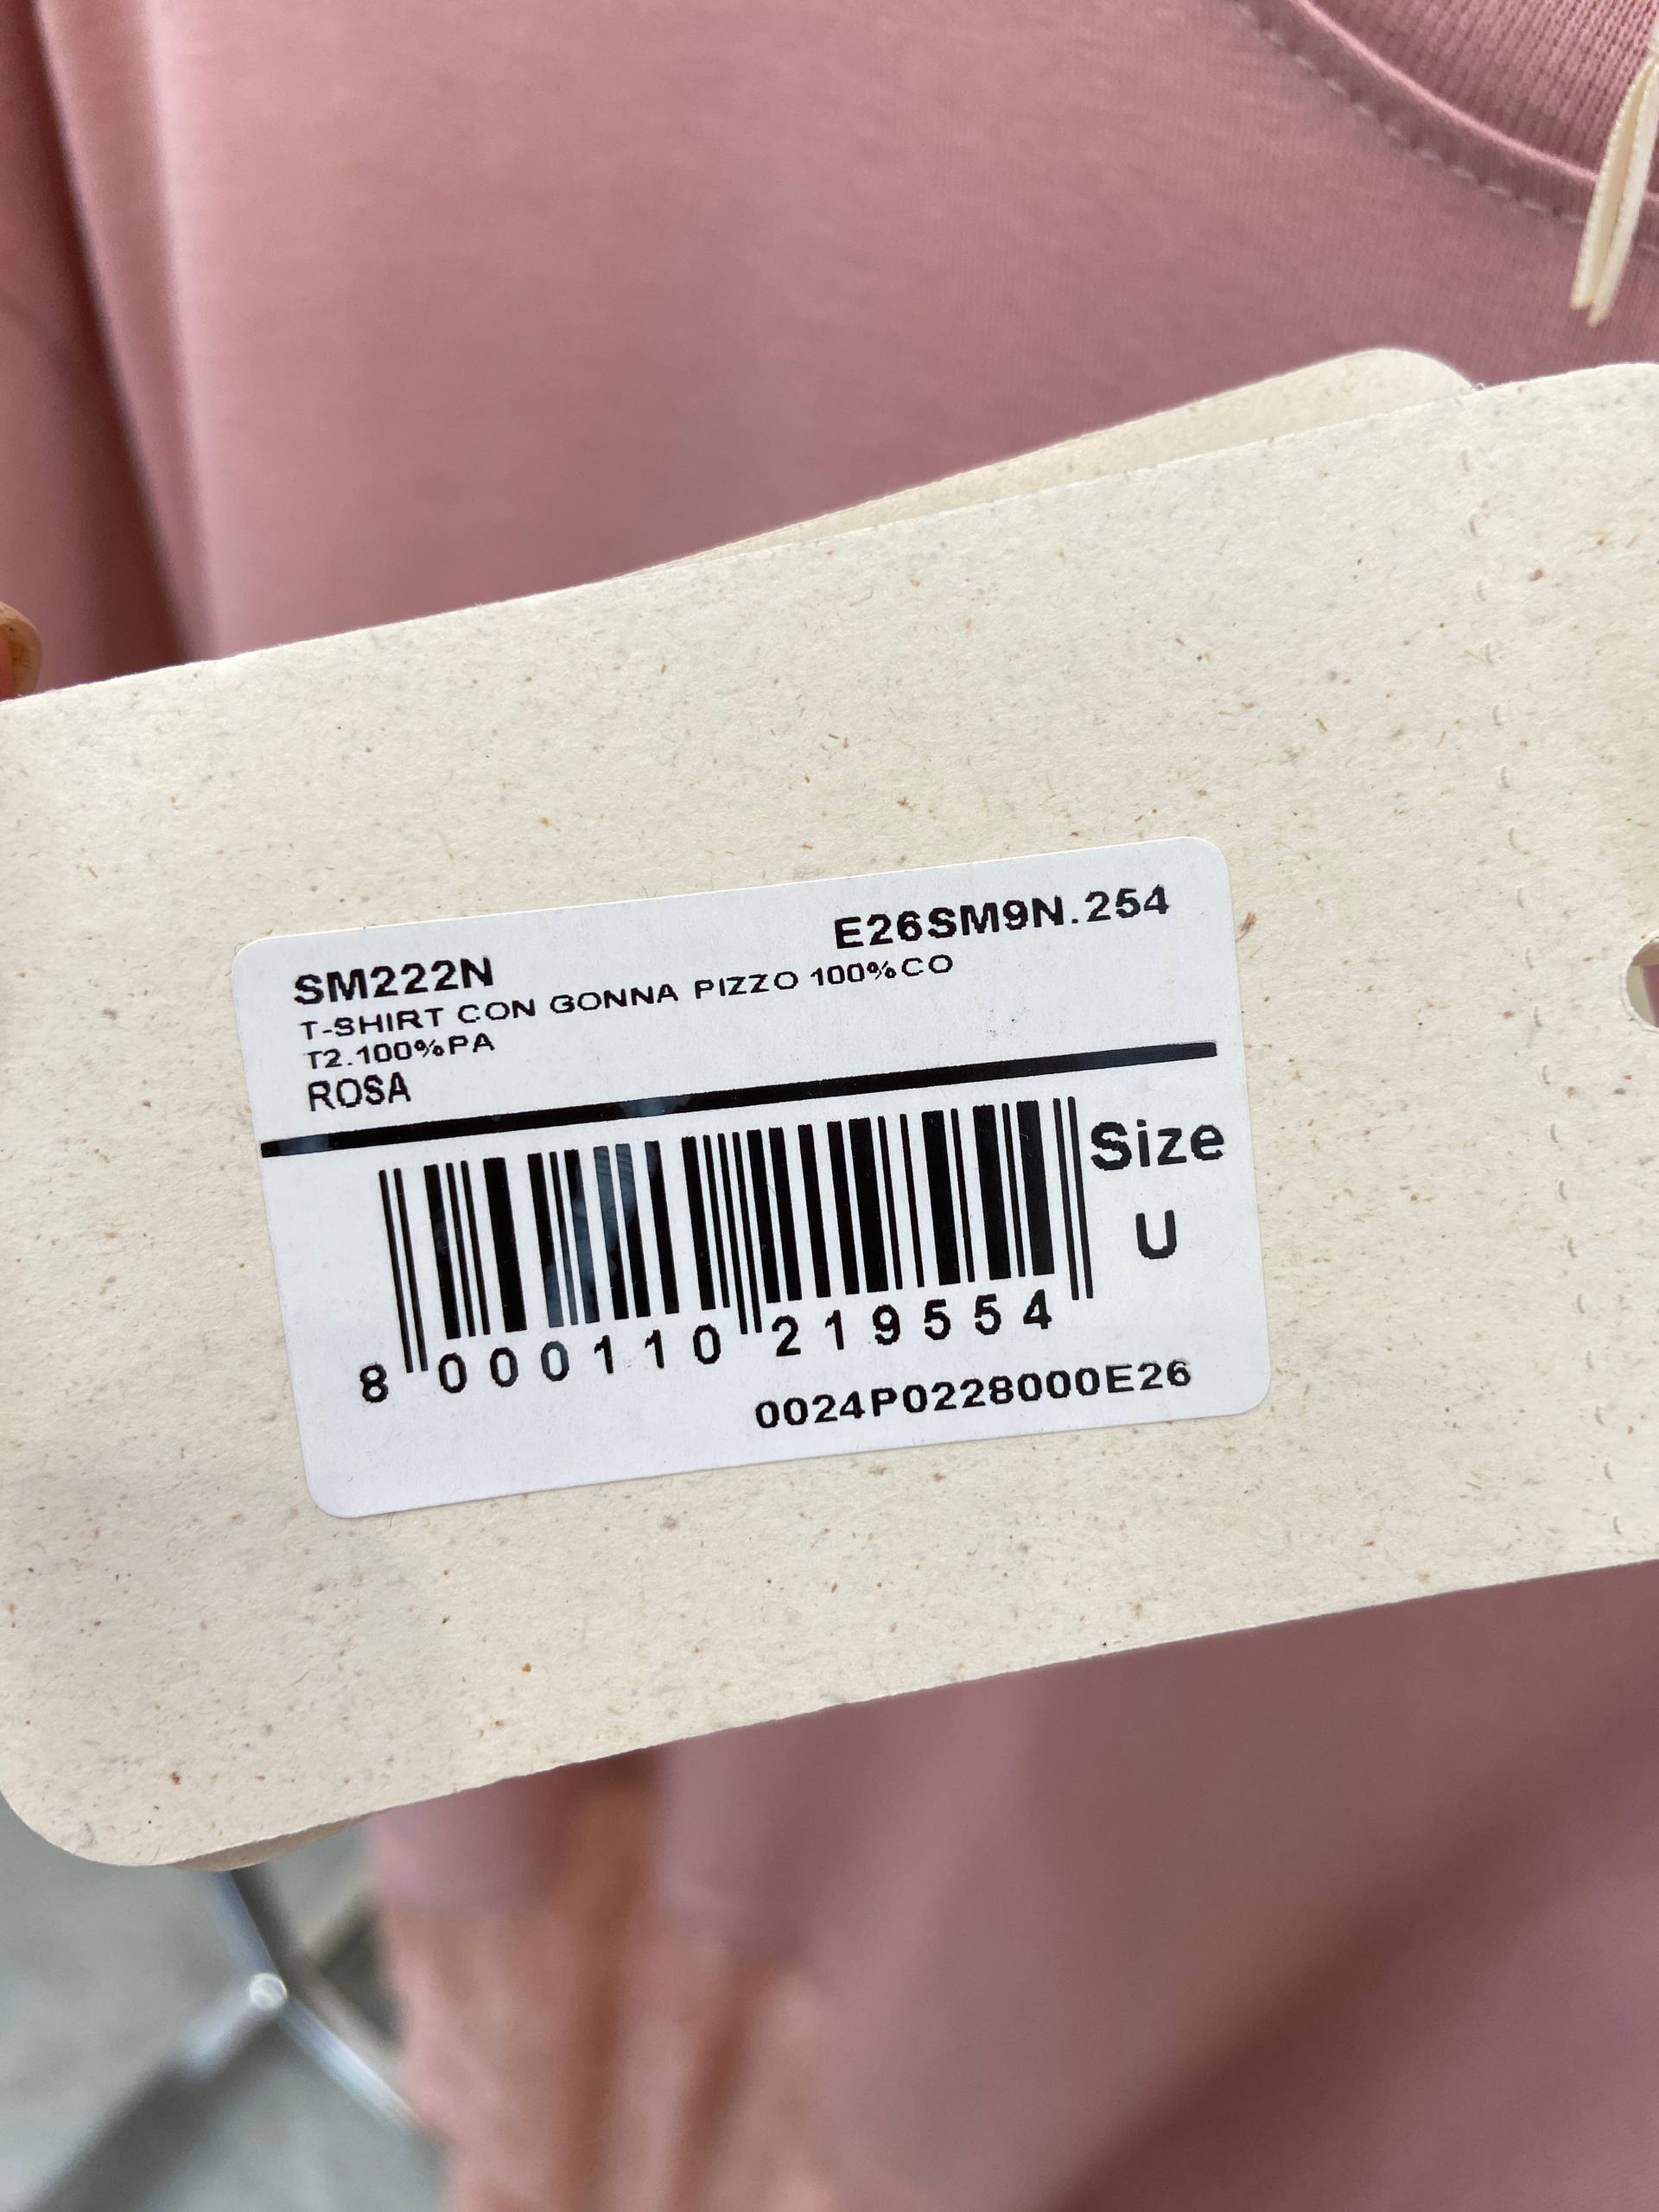 SM222N E26SM9N.254
T-SHIRT CON GONNA PIZZO 100%CO
T2.100%PA
ROSA
Size
U
8 000110 219554
0024P0228000E26